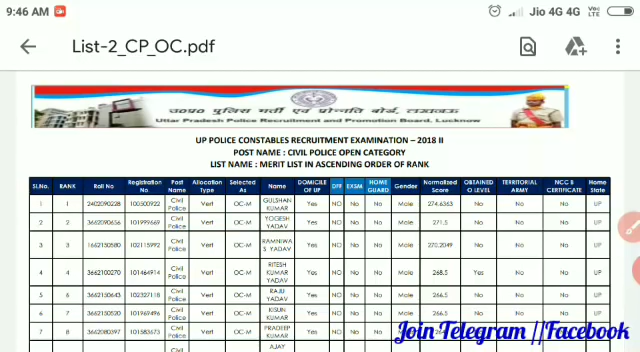 9:46 AM Jio 4G 4G Vo LTE
List-2_CP_OC.pdf
उ०प्र० पुलिस भर्ती एवं प्रोन्नति बोर्ड, लखनऊ
Uttar Pradesh Police Recruitment and Promotion Board, Lucknow
UP POLICE CONSTABLES RECRUITMENT EXAMINATION – 2018 II
POST NAME : CIVIL POLICE OPEN CATEGORY
LIST NAME : MERIT LIST IN ASCENDING ORDER OF RANK
Sl.No. RANK Roll No Registration No. Post Name Allocation Type Selected As Name DOMICILE OF UP DFF EXSM HOME GUARD Gender Normalized Score OBTAINED O LEVEL TERRITORIAL ARMY NCC B CERTIFICATE Home State
1 1 2402090228 100500922 Civil Police Vert OC-M GULSHAN KUMAR Yes NO No No Male 274.6363 No No No UP
2 2 3662090656 101999669 Civil Police Vert OC-M YOGESH YADAV Yes NO No No Male 271.5 No No No UP
3 3 1662150580 102115992 Civil Police Vert OC-M RAMNIWAS YADAV Yes NO No No Male 270.2049 No No No UP
4 4 3662100270 101464914 Civil Police Vert OC-M RITESH KUMAR YADAV Yes NO No No Male 268.5 Yes No No UP
5 6 3662150643 102327118 Civil Police Vert OC-M RAJU YADAV Yes NO No No Male 266.5 No No No UP
6 7 3662150520 101969496 Civil Police Vert OC-M KISUN KUMAR Yes NO No No Male 266.5 No No No UP
7 8 3662080397 101583673 Civil Police Vert OC-M PRADEEP KUMAR Yes NO No No Male No No No UP
Civil AJAY
Join Telegram //Facebook